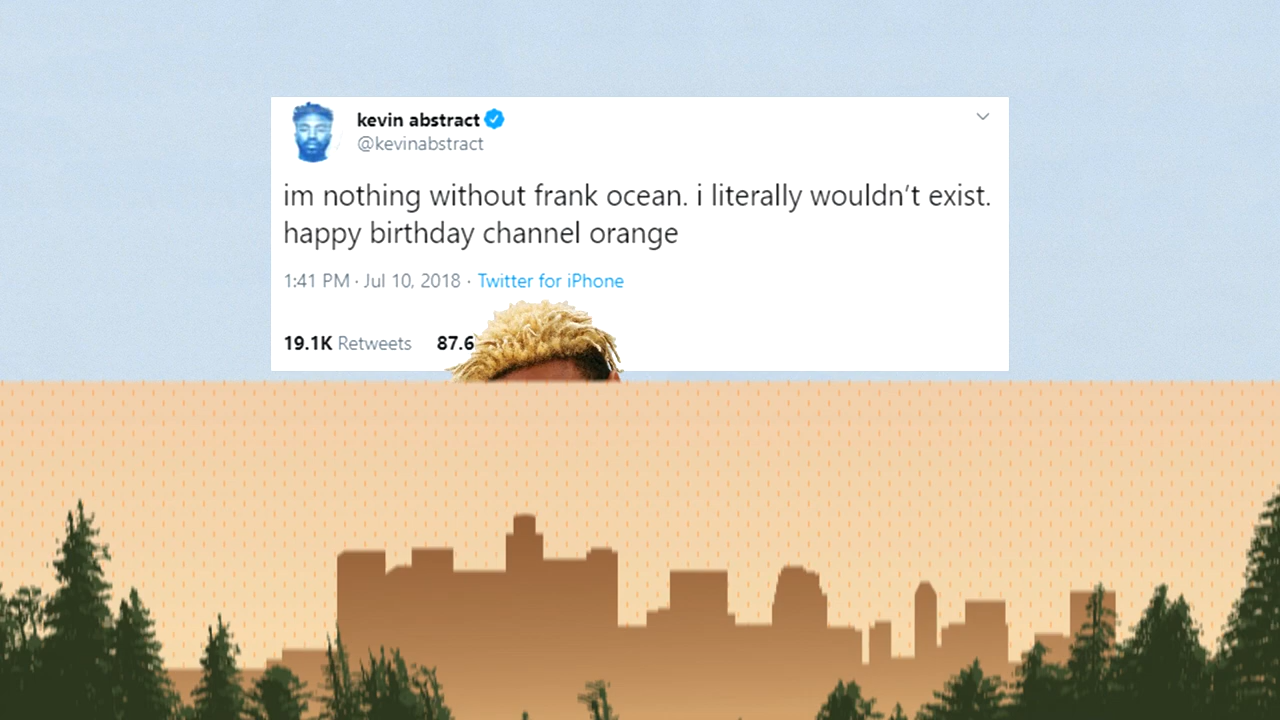 kevin abstract
@kevinabstract
im nothing without frank ocean. i literally wouldn’t exist.
happy birthday channel orange
1:41 PM · Jul 10, 2018 · Twitter for iPhone
19.1K Retweets 87.6